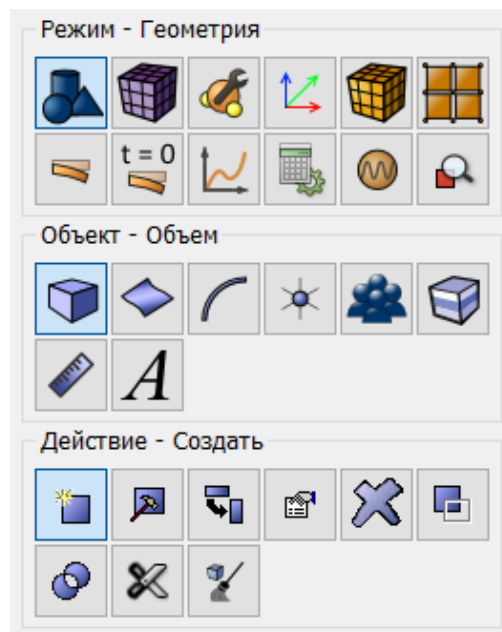 Режим - Геометрия
t = 0
Объект - Объем
A
Действие - Создать